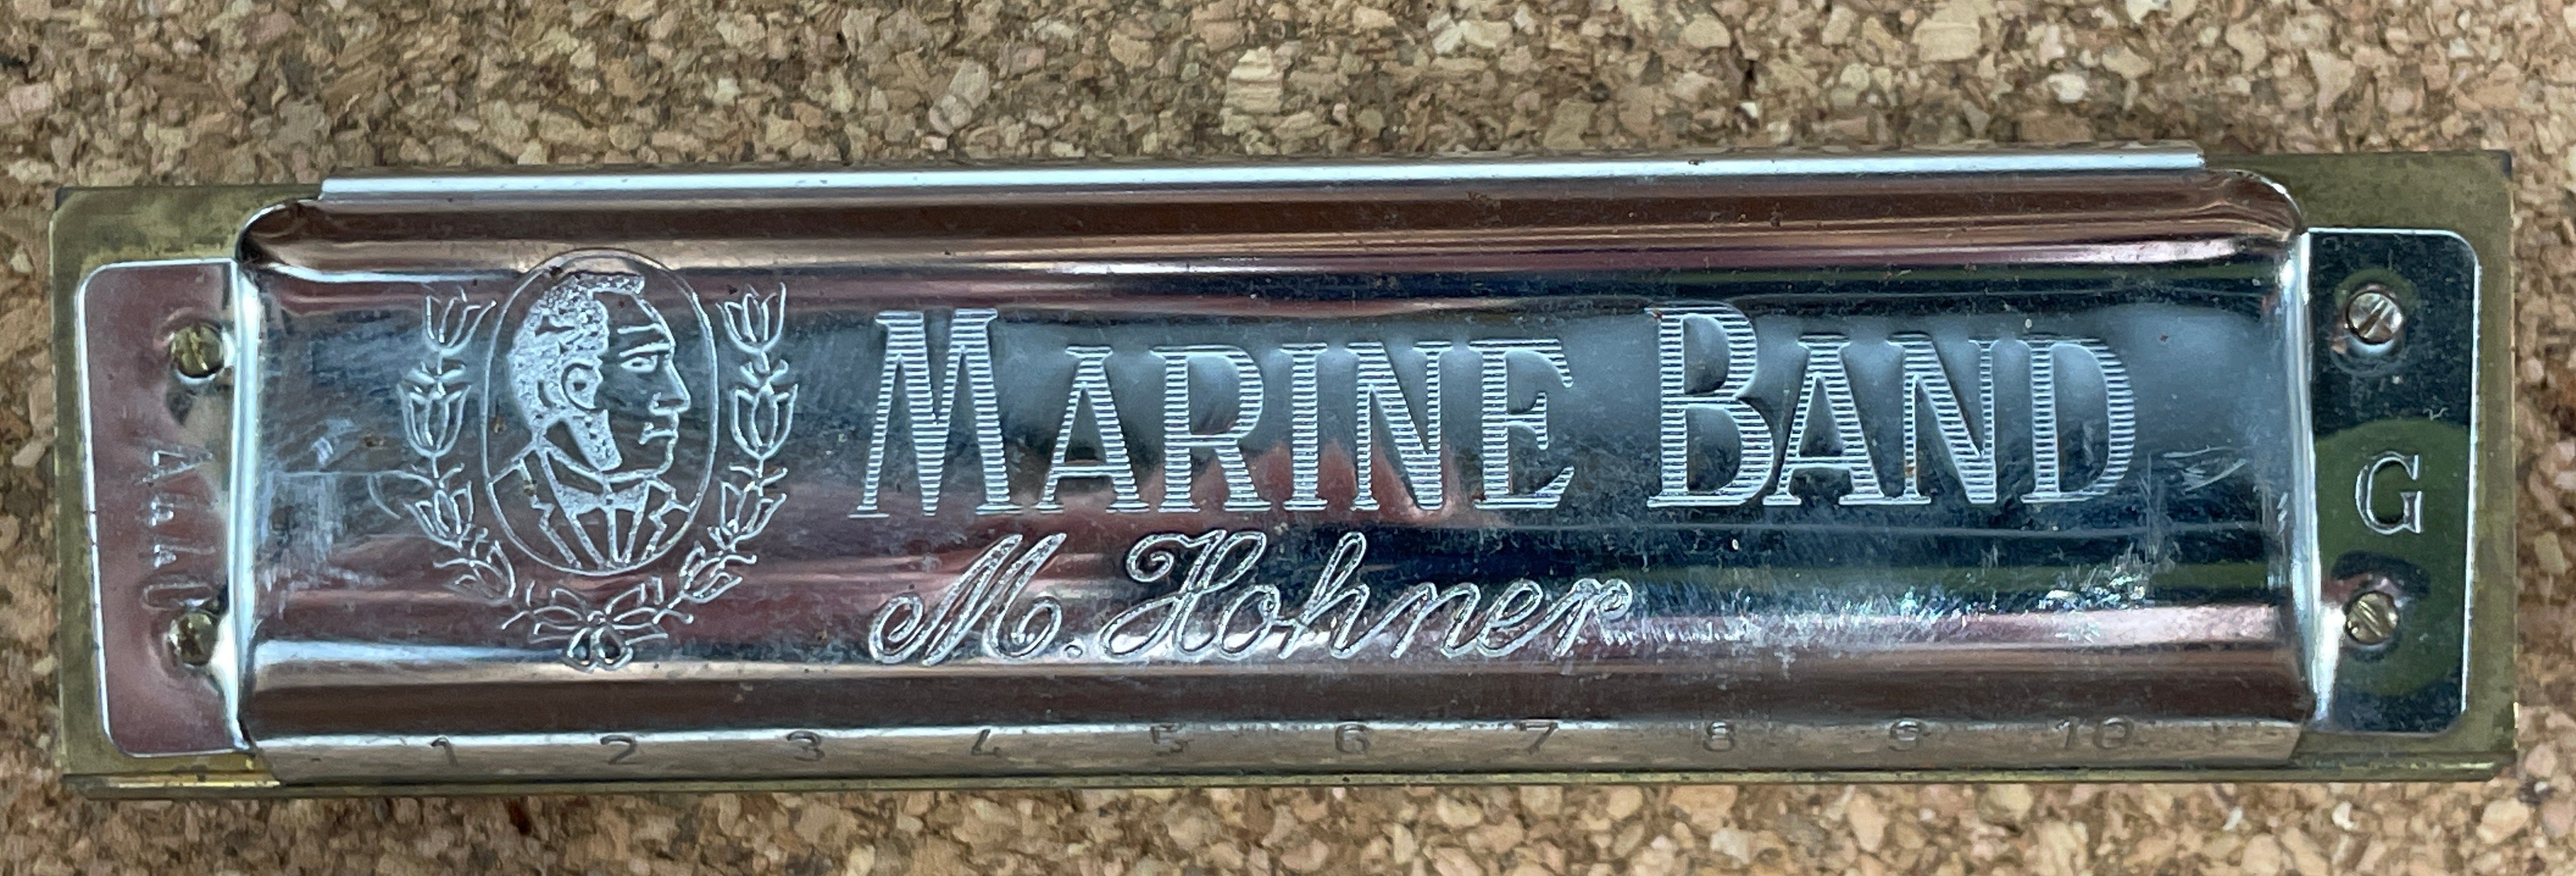 MARINE BAND
M. Hohner
G
1 2 3 4 5 6 7 8 9 10